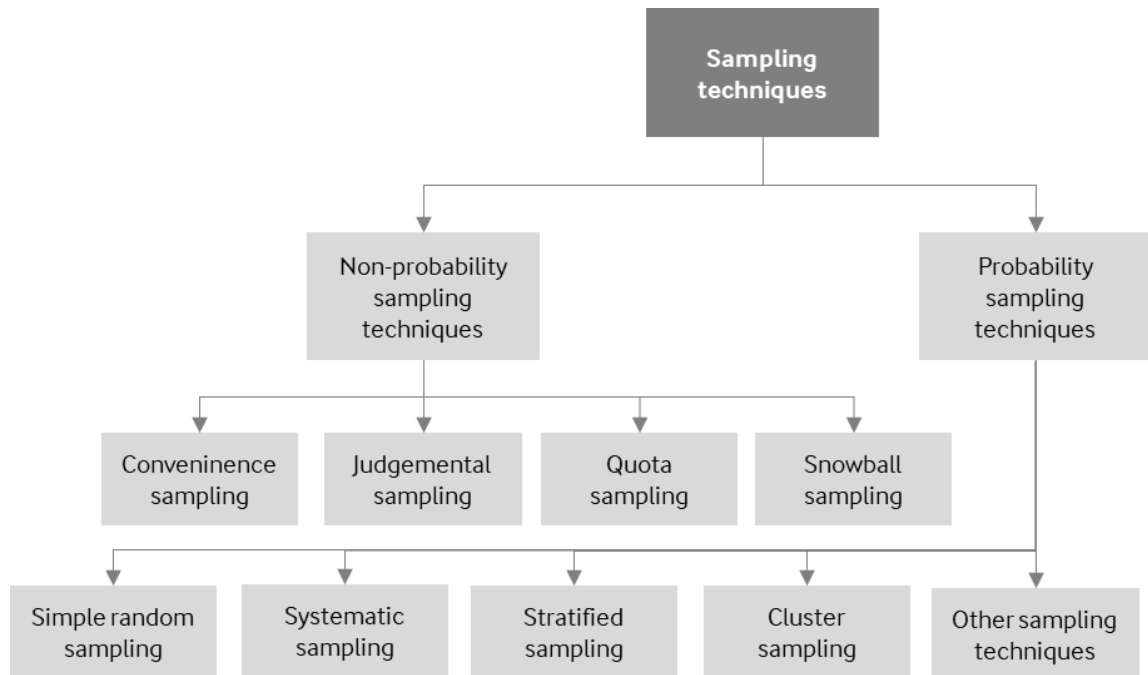 Sampling
techniques
Non-probability
sampling
techniques
Probability
sampling
techniques
Conveninence
sampling
Judgemental
sampling
Quota
sampling
Snowball
sampling
Simple random
sampling
Systematic
sampling
Stratified
sampling
Cluster
sampling
Other sampling
techniques